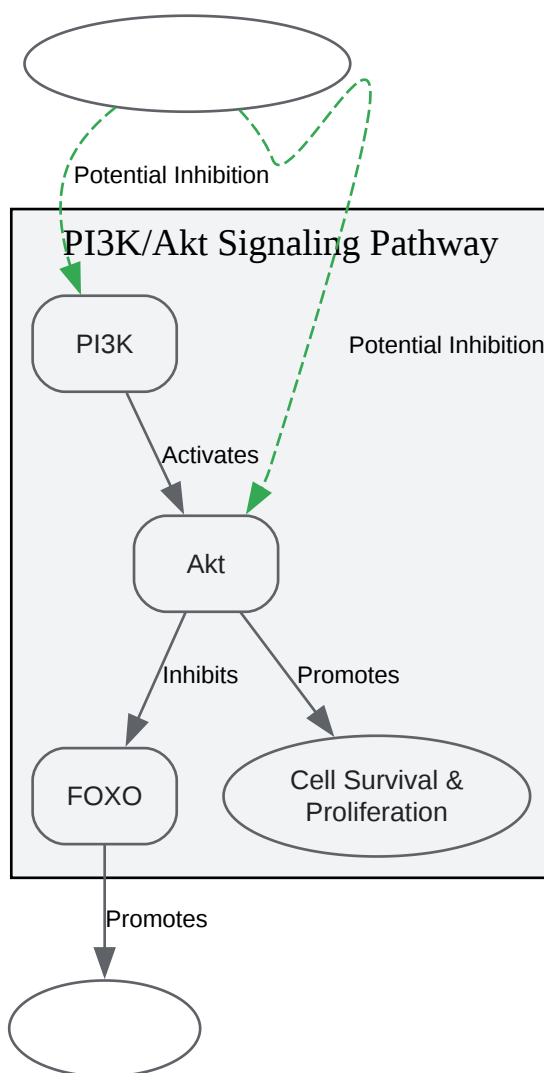 Potential Inhibition
PI3K/Akt Signaling Pathway
PI3K
Potential Inhibition
Activates
Akt
Inhibits
Promotes
FOXO
Cell Survival &
Proliferation
Promotes